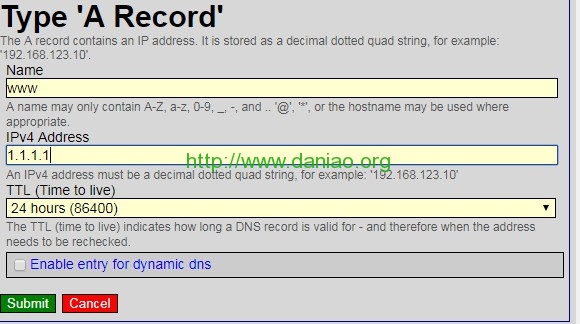 Type 'A Record'
The A record contains an IP address. It is stored as a decimal dotted quad string, for example:
'192.168.123.10'.
Name
www
A name may only contain A-Z, a-z, 0-9, _, -, and .. '@', '*', or the hostname may be used where
appropriate.
IPv4 Address
1.1.1.1
http://www.daniao.org
An IPv4 address must be a decimal dotted quad string, for example: '192.168.123.10'
TTL (Time to live)
24 hours (86400)
The TTL (time to live) indicates how long a DNS record is valid for - and therefore when the address
needs to be rechecked.
Enable entry for dynamic dns
Submit Cancel